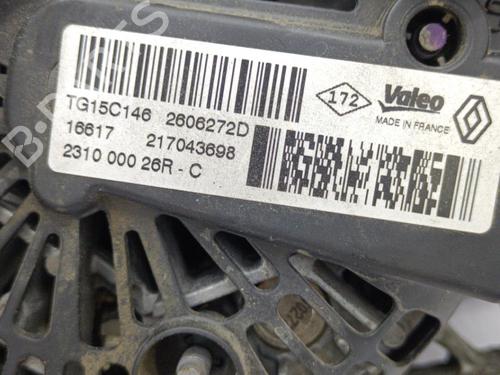 172 Valeo
MADE IN FRANCE
TG15C146 2606272D
16617 217043698
2310 000 26R - C